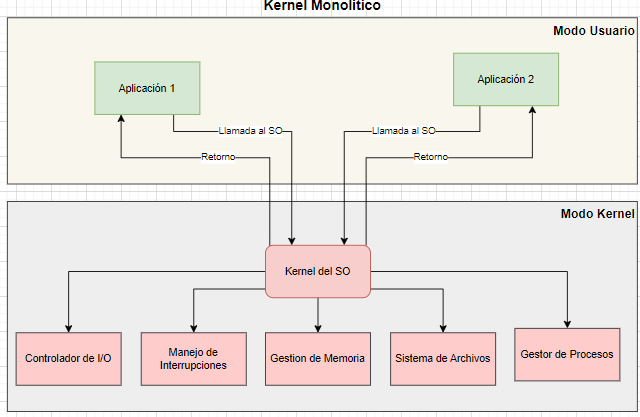 Kernel Monolítico
Modo Usuario
Aplicación 1
Aplicación 2
Llamada al SO
Llamada al SO
Retorno
Retorno
Modo Kernel
Kernel del SO
Controlador de I/O
Manejo de
Interrupciones
Gestion de Memoria
Sistema de Archivos
Gestor de Procesos